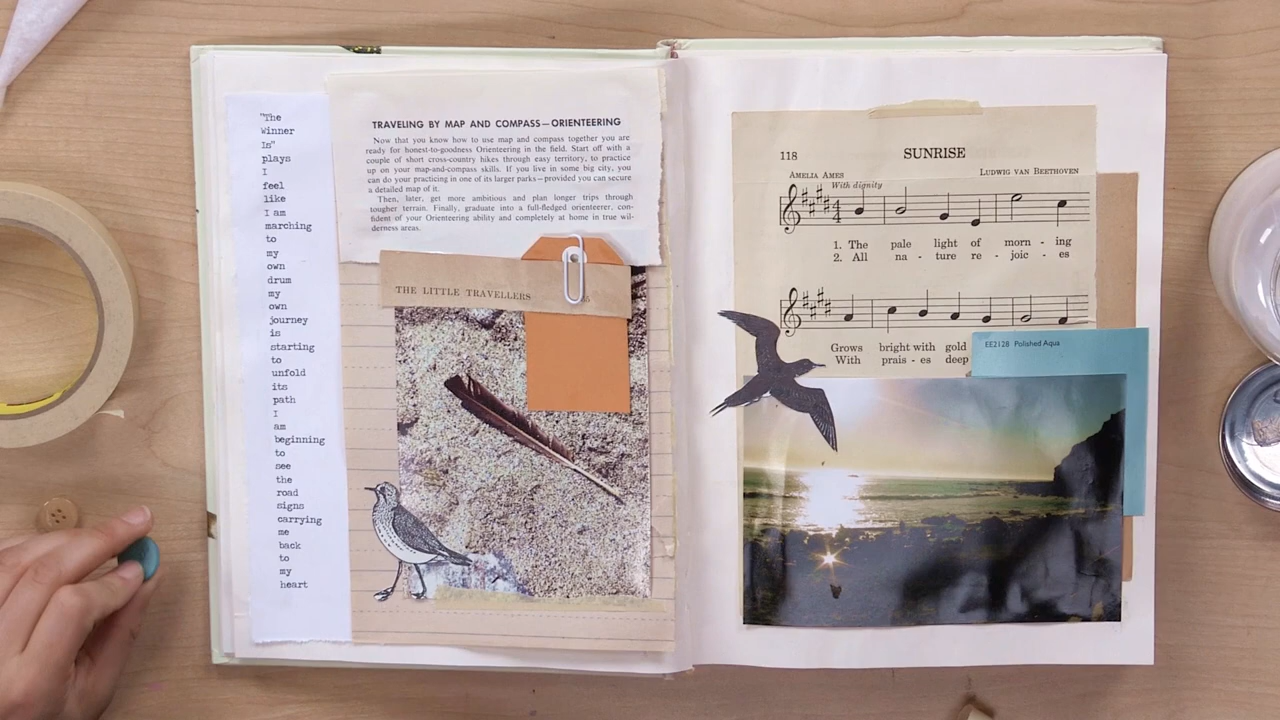 "The
Winner
Is"
plays
I
feel
like
I am
marching
to
my
own
drum
my
own
journey
is
starting
to
unfold
its
path
I
am
beginning
to
see
the
road
signs
carrying
me
back
to
my
heart
TRAVELING BY MAP AND COMPASS—ORIENTEERING
Now that you know how to use map and compass together you are
ready for honest-to-goodness Orienteering in the field. Start off with a
couple of short cross-country hikes through easy territory, to practice
up on your map-and-compass skills. If you live in some big city, you
can do your practicing in one of its larger parks—provided you can secure
a detailed map of it.
Then, later, get more ambitious and plan longer trips through
tougher terrain. Finally, graduate into a full-fledged orienteerer, con-
fident of your Orienteering ability and completely at home in true wil-
derness areas.
THE LITTLE TRAVELLERS
118 SUNRISE
AMELIA AMES LUDWIG VAN BEETHOVEN
With dignity
4
4
1. The pale light of morn - ing
2. All na - ture re - joic - es
Grows bright with gold
With prais - es deep
EE2128 Polished Aqua